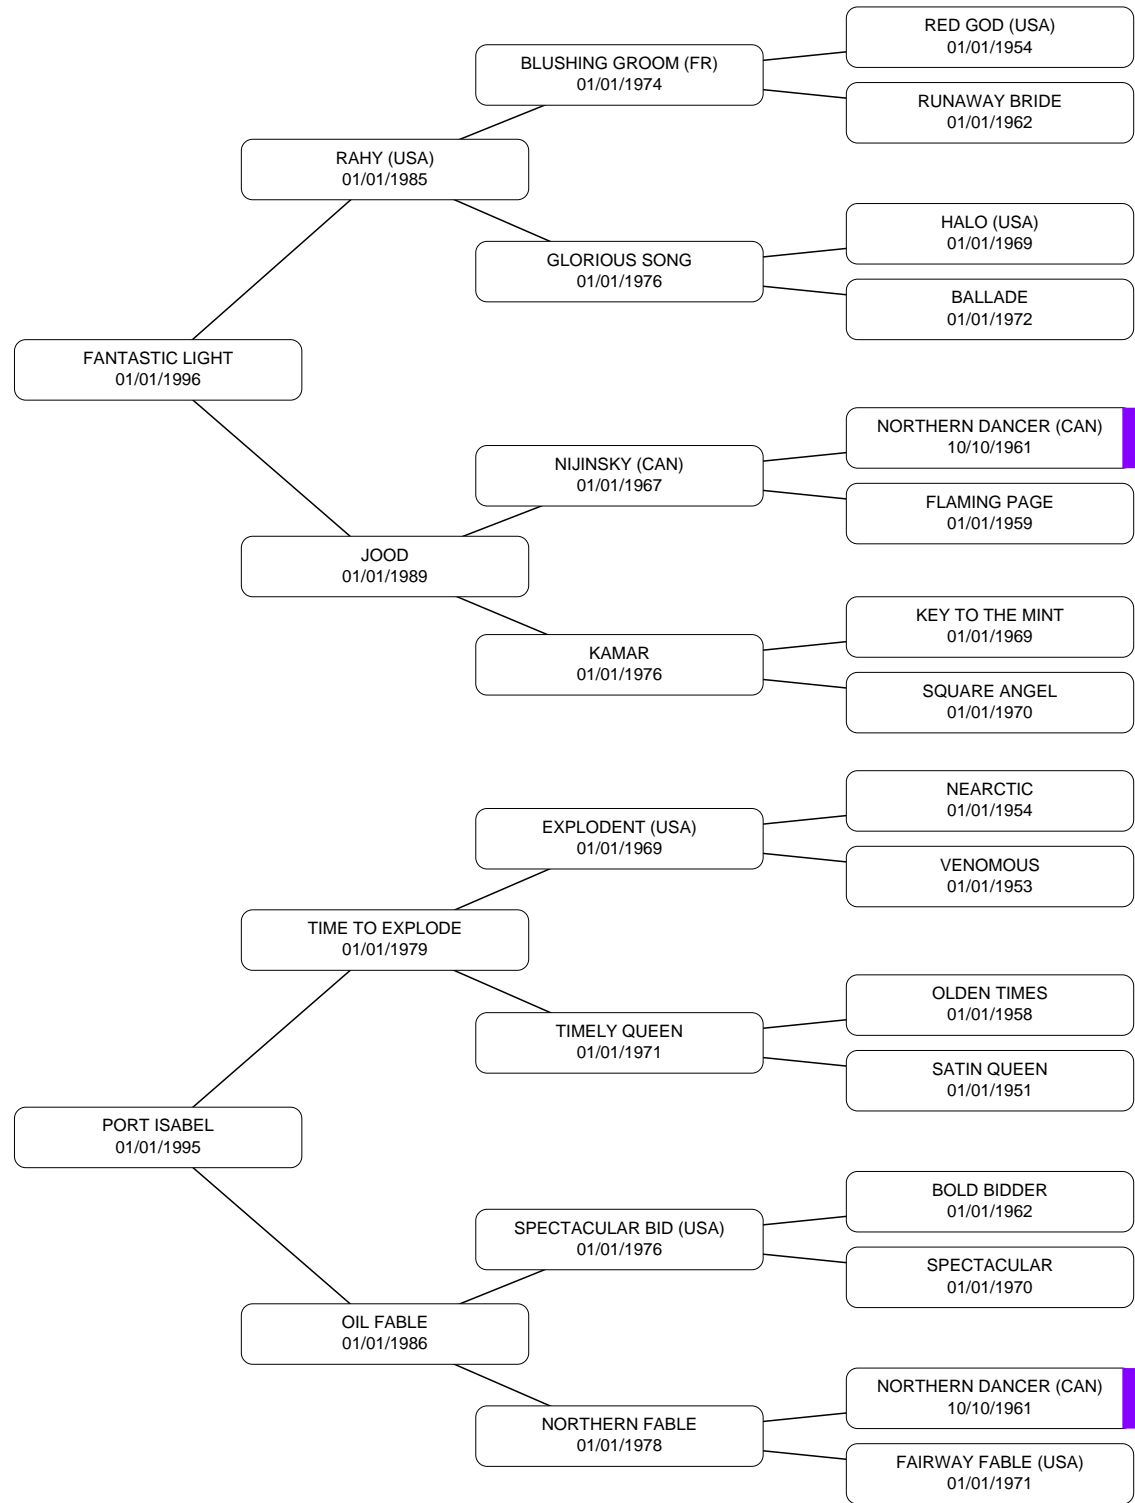 RED GOD (USA)
01/01/1954
BLUSHING GROOM (FR)
01/01/1974
RUNAWAY BRIDE
01/01/1962
RAHY (USA)
01/01/1985
HALO (USA)
01/01/1969
GLORIOUS SONG
01/01/1976
BALLADE
01/01/1972
FANTASTIC LIGHT
01/01/1996
NORTHERN DANCER (CAN)
10/10/1961
NIJINSKY (CAN)
01/01/1967
FLAMING PAGE
01/01/1959
JOOD
01/01/1989
KEY TO THE MINT
01/01/1969
KAMAR
01/01/1976
SQUARE ANGEL
01/01/1970
NEARCTIC
01/01/1954
EXPLODENT (USA)
01/01/1969
VENOMOUS
01/01/1953
TIME TO EXPLODE
01/01/1979
OLDEN TIMES
01/01/1958
TIMELY QUEEN
01/01/1971
SATIN QUEEN
01/01/1951
PORT ISABEL
01/01/1995
BOLD BIDDER
01/01/1962
SPECTACULAR BID (USA)
01/01/1976
SPECTACULAR
01/01/1970
OIL FABLE
01/01/1986
NORTHERN DANCER (CAN)
10/10/1961
NORTHERN FABLE
01/01/1978
FAIRWAY FABLE (USA)
01/01/1971